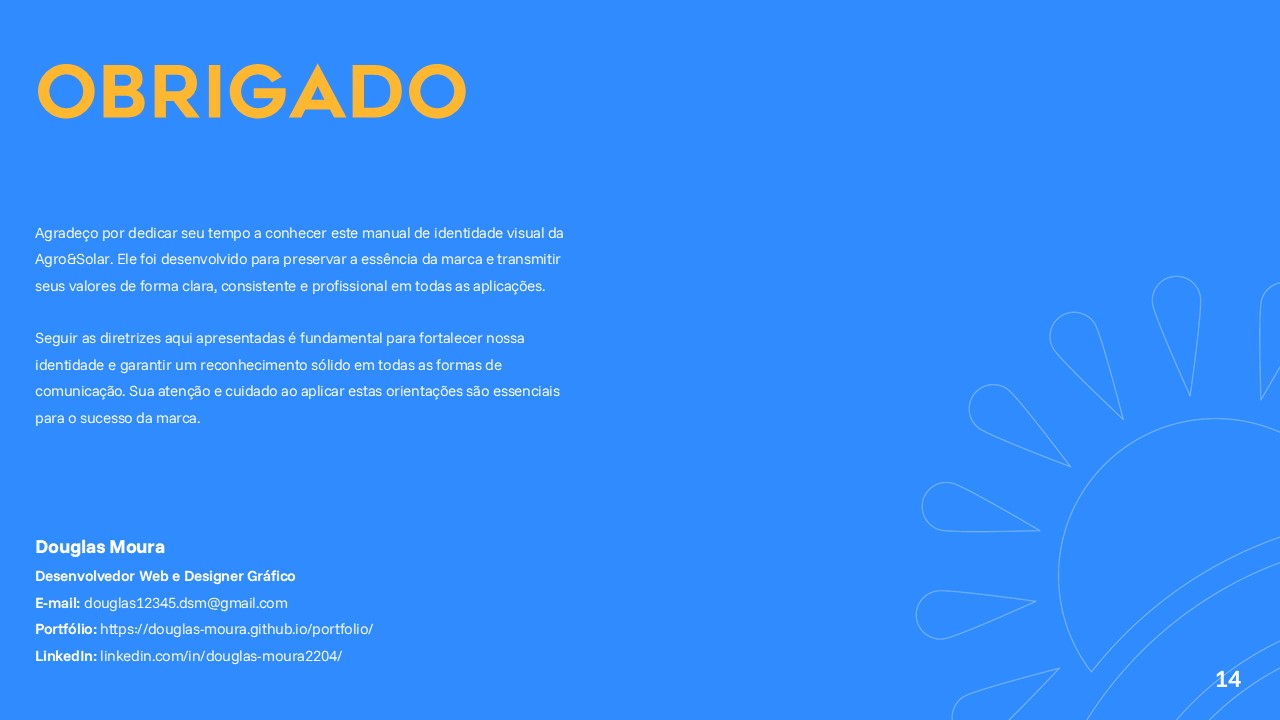 OBRIGADO
Agradeço por dedicar seu tempo a conhecer este manual de identidade visual da
Agro&Solar. Ele foi desenvolvido para preservar a essência da marca e transmitir
seus valores de forma clara, consistente e profissional em todas as aplicações.
Seguir as diretrizes aqui apresentadas é fundamental para fortalecer nossa
identidade e garantir um reconhecimento sólido em todas as formas de
comunicação. Sua atenção e cuidado ao aplicar estas orientações são essenciais
para o sucesso da marca.
Douglas Moura
Desenvolvedor Web e Designer Gráfico
E-mail: douglas12345.dsm@gmail.com
Portfólio: https://douglas-moura.github.io/portfolio/
LinkedIn: linkedin.com/in/douglas-moura2204/
14